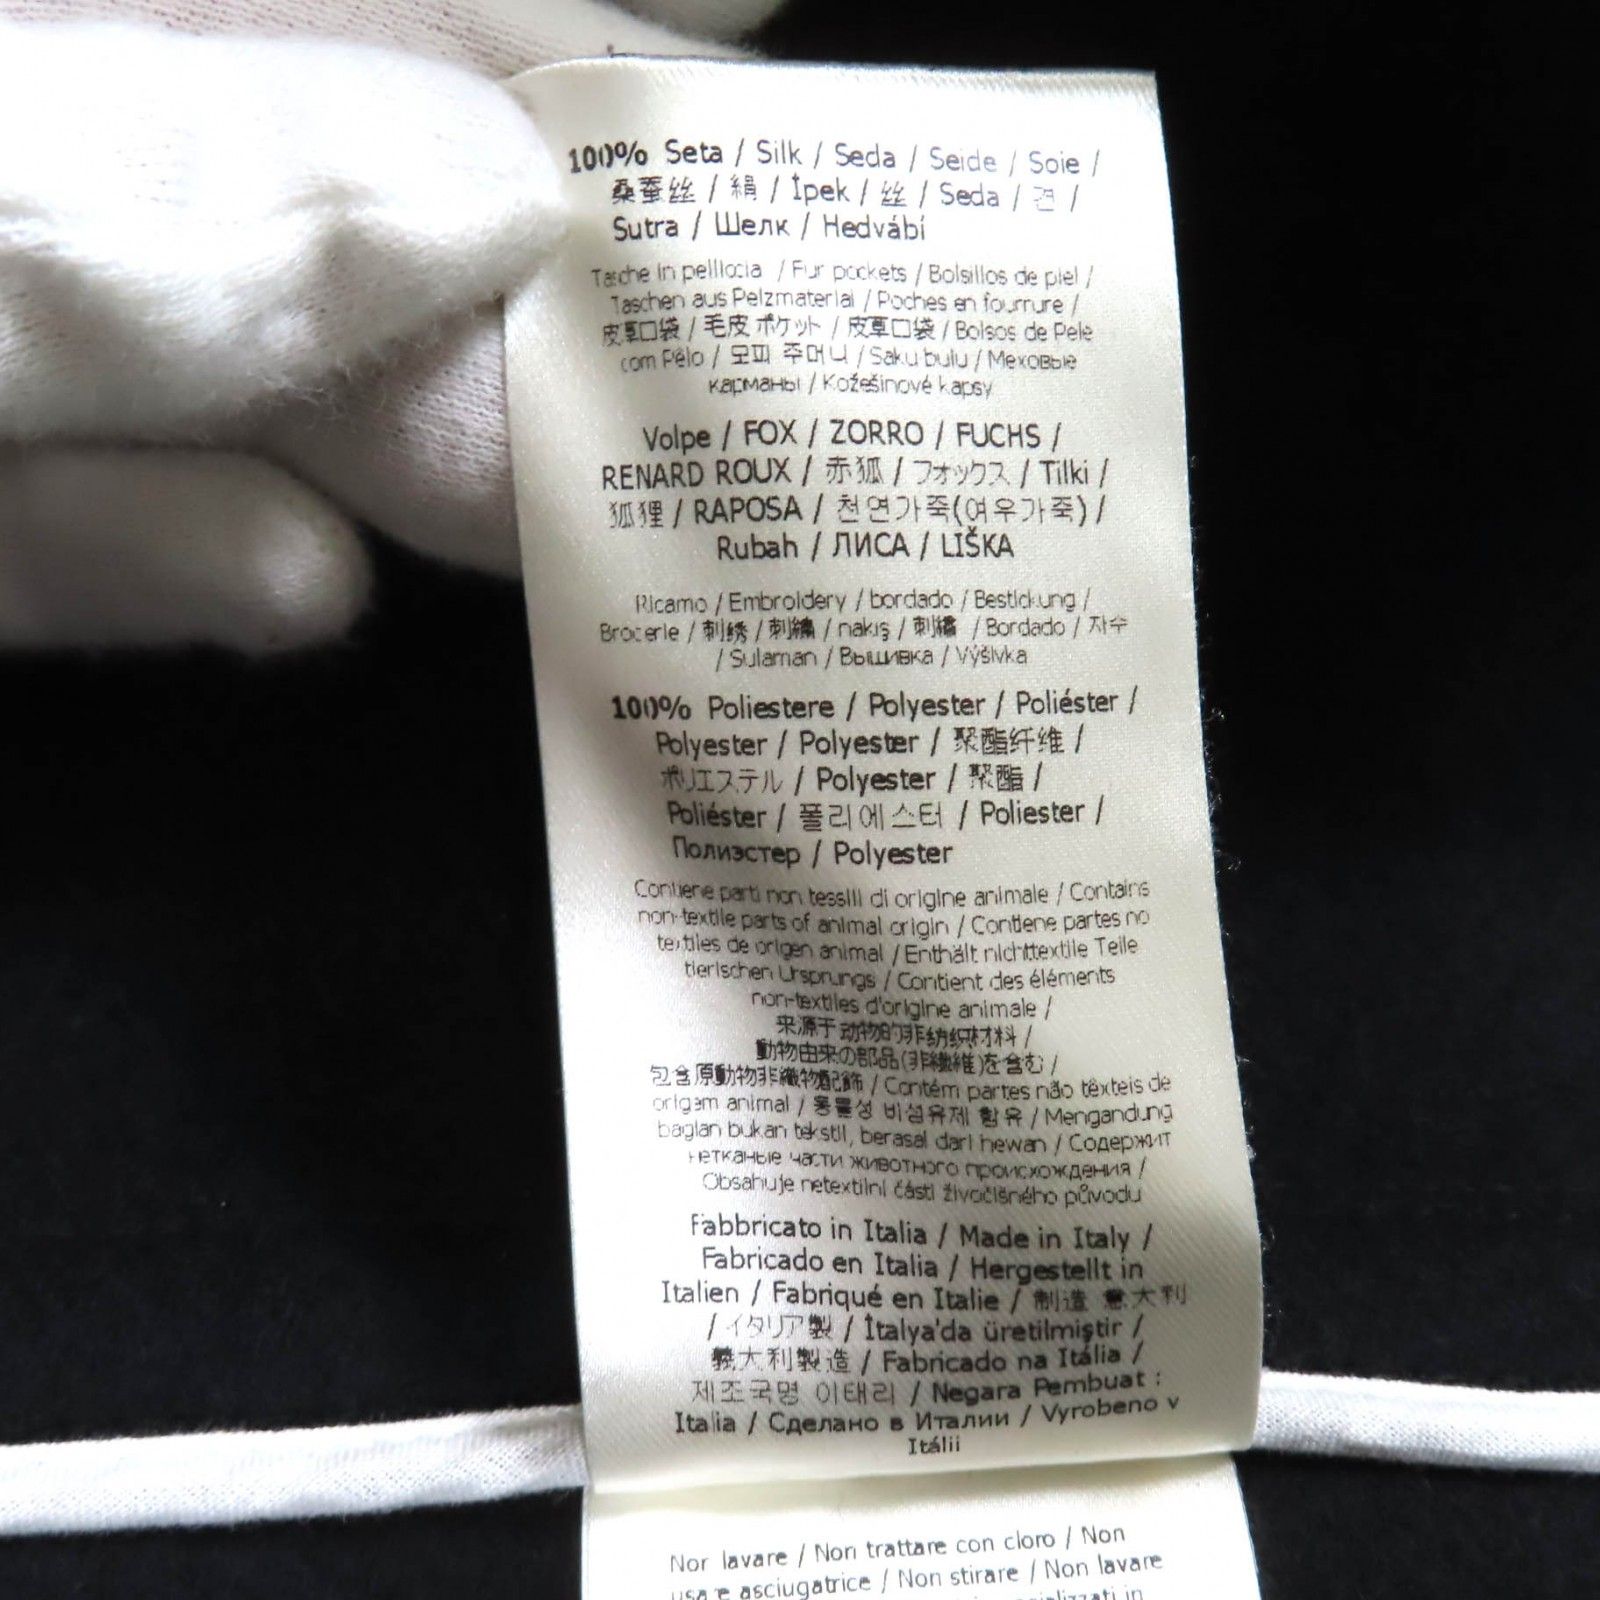 100% Seta / Silk / Seda / Seide / Soie /
桑蚕丝 / 絹 / İpek / 丝 / Seda / 견 /
Sutra / Шелк / Hedvábí
Tasche in pelliccia / Fur pockets / Bolsillos de piel /
Taschen aus Pelzmaterial / Poches en fourrure /
皮草口袋 / 毛皮 ポケット / 皮草口袋 / Bolsos de Pele
com Pêlo / 모피 주머니 / Saku bulu / Меховые
карманы / Kožešinové kapsy
Volpe / FOX / ZORRO / FUCHS /
RENARD ROUX / 赤狐 / フォックス / Tilki /
狐狸 / RAPOSA / 천연가죽(여우가죽) /
Rubah / ЛИСА / LIŠKA
Ricamo / Embroidery / bordado / Bestickung /
Broderie / 刺绣 / 刺繍 / nakış / 刺繡 / Bordado / 자수
/ Sulaman / Вышивка / Výšivka
100% Poliestere / Polyester / Poliéster /
Polyester / Polyester / 聚酯纤维 /
ポリエステル / Polyester / 聚酯 /
Poliéster / 폴리에스터 / Poliester /
Полиэстер / Polyester
Contiene parti non tessili di origine animale / Contains
non-textile parts of animal origin / Contiene partes no
textiles de origen animal / Enthält nichttextile Teile
tierischen Ursprungs / Contient des éléments
non-textiles d'origine animale /
来源于动物的非纺织材料 /
動物由来の部品(非繊維)を含む /
包含原動物非織物配飾 / Contém partes não têxteis de
origem animal / 동물성 비섬유제 함유 / Mengandung
bagian bukan tekstil, berasal dari hewan / Содержит
нетканые части животного происхождения /
Obsahuje netextilní části živočišného původu
Fabbricato in Italia / Made in Italy /
Fabricado en Italia / Hergestellt in
Italien / Fabriqué en Italie / 制造 意大利
/ イタリア製 / İtalya'da üretilmiştir /
義大利製造 / Fabricado na Itália /
제조국명 이태리 / Negara Pembuat :
Italia / Сделано в Италии / Vyrobeno v
Itálii
Non lavare / Non trattare con cloro / Non
usare asciugatrice / Non stirare / Non lavare